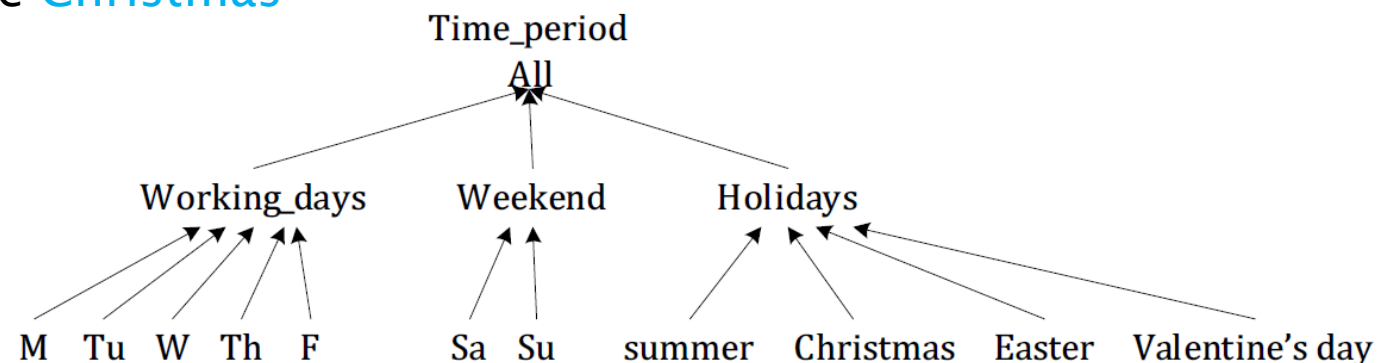 Christmas
Time_period
All
Working_days Weekend Holidays
M Tu W Th F Sa Su summer Christmas Easter Valentine's day